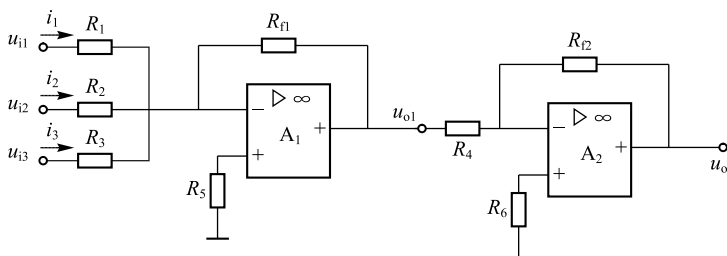 i1 R1
ui1
Rf1
i2 R2
ui2
i3 R3
ui3
− ▷ ∞
A1 +
+
R5
uo1
R4
Rf2
− ▷ ∞
A2 +
+
R6
uo